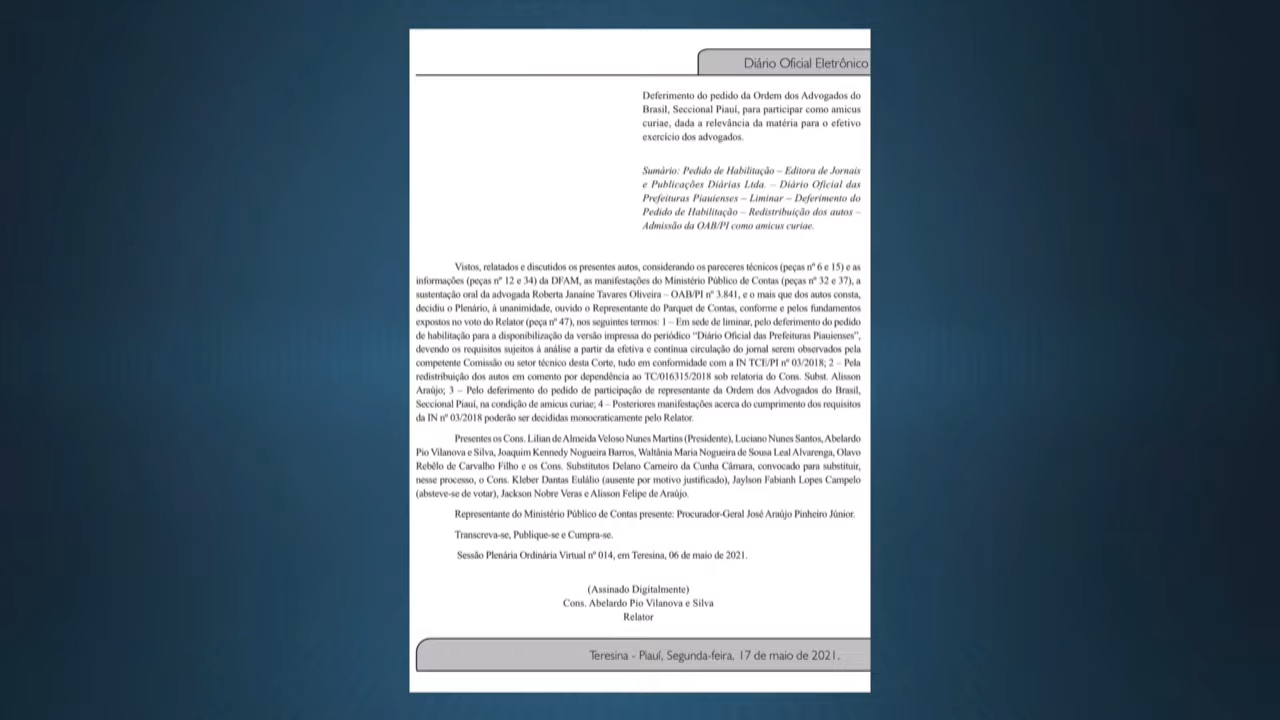 Diário Oficial Eletrônico
Deferimento do pedido da Ordem dos Advogados do
Brasil, Seccional Piauí, para participar como amicus
curiae, dada a relevância da matéria para o efetivo
exercício dos advogados.
Sumário: Pedido de Habilitação – Editora de Jornais
e Publicações Diárias Ltda. – Diário Oficial das
Prefeituras Piauienses – Liminar – Deferimento do
Pedido de Habilitação – Redistribuição dos autos –
Admissão da OAB/PI como amicus curiae.
Vistos, relatados e discutidos os presentes autos, considerando os pareceres técnicos (peças nº 6 e 15) e as
informações (peças nº 12 e 34) da DFAM, as manifestações do Ministério Público de Contas (peças nº 32 e 37), a
sustentação oral da advogada Roberta Janaine Tavares Oliveira – OAB/PI nº 3.841, e o mais que dos autos consta,
decidiu o Plenário, à unanimidade, ouvido o Representante do Parquet de Contas, conforme e pelos fundamentos
expostos no voto do Relator (peça nº 47), nos seguintes termos: 1 – Em sede de liminar, pelo deferimento do pedido
de habilitação para a disponibilização da versão impressa do periódico “Diário Oficial das Prefeituras Piauienses”,
devendo os requisitos sujeitos à análise a partir da efetiva e contínua circulação do jornal serem observados pela
competente Comissão ou setor técnico desta Corte, tudo em conformidade com a IN TCE/PI nº 03/2018; 2 – Pela
redistribuição dos autos em comento por dependência ao TC/016315/2018 sob relatoria do Cons. Subst. Alisson
Araújo; 3 – Pelo deferimento do pedido de participação de representante da Ordem dos Advogados do Brasil,
Seccional Piauí, na condição de amicus curiae; 4 – Posteriores manifestações acerca do cumprimento dos requisitos
da IN nº 03/2018 poderão ser decididas monocraticamente pelo Relator.
Presentes os Cons. Lilian de Almeida Veloso Nunes Martins (Presidente), Luciano Nunes Santos, Abelardo
Pio Vilanova e Silva, Joaquim Kennedy Nogueira Barros, Waltânia Maria Nogueira de Sousa Leal Alvarenga, Olavo
Rebêlo de Carvalho Filho e os Cons. Substitutos Delano Carneiro da Cunha Câmara, convocado para substituir,
nesse processo, o Cons. Kleber Dantas Eulálio (ausente por motivo justificado), Jaylson Fabianh Lopes Campelo
(absteve-se de votar), Jackson Nobre Veras e Alisson Felipe de Araújo.
Representante do Ministério Público de Contas presente: Procurador-Geral José Araújo Pinheiro Júnior.
Transcreva-se, Publique-se e Cumpra-se.
Sessão Plenária Ordinária Virtual nº 014, em Teresina, 06 de maio de 2021.
(Assinado Digitalmente)
Cons. Abelardo Pio Vilanova e Silva
Relator
Teresina - Piauí, Segunda-feira, 17 de maio de 2021.